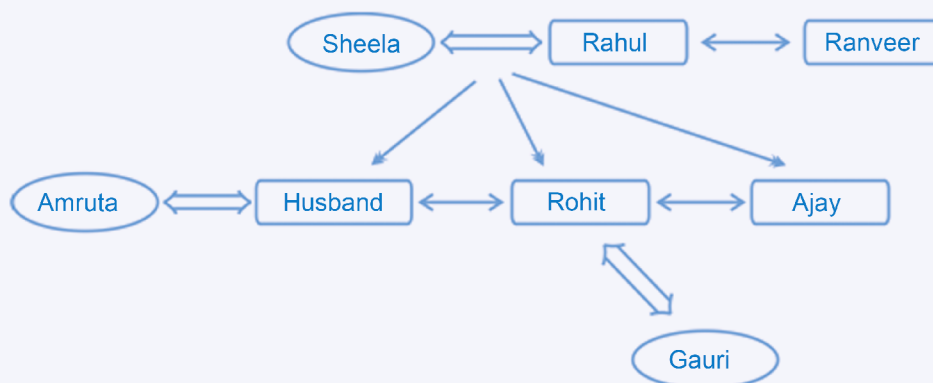 Sheela
Rahul
Ranveer
Amruta
Husband
Rohit
Ajay
Gauri